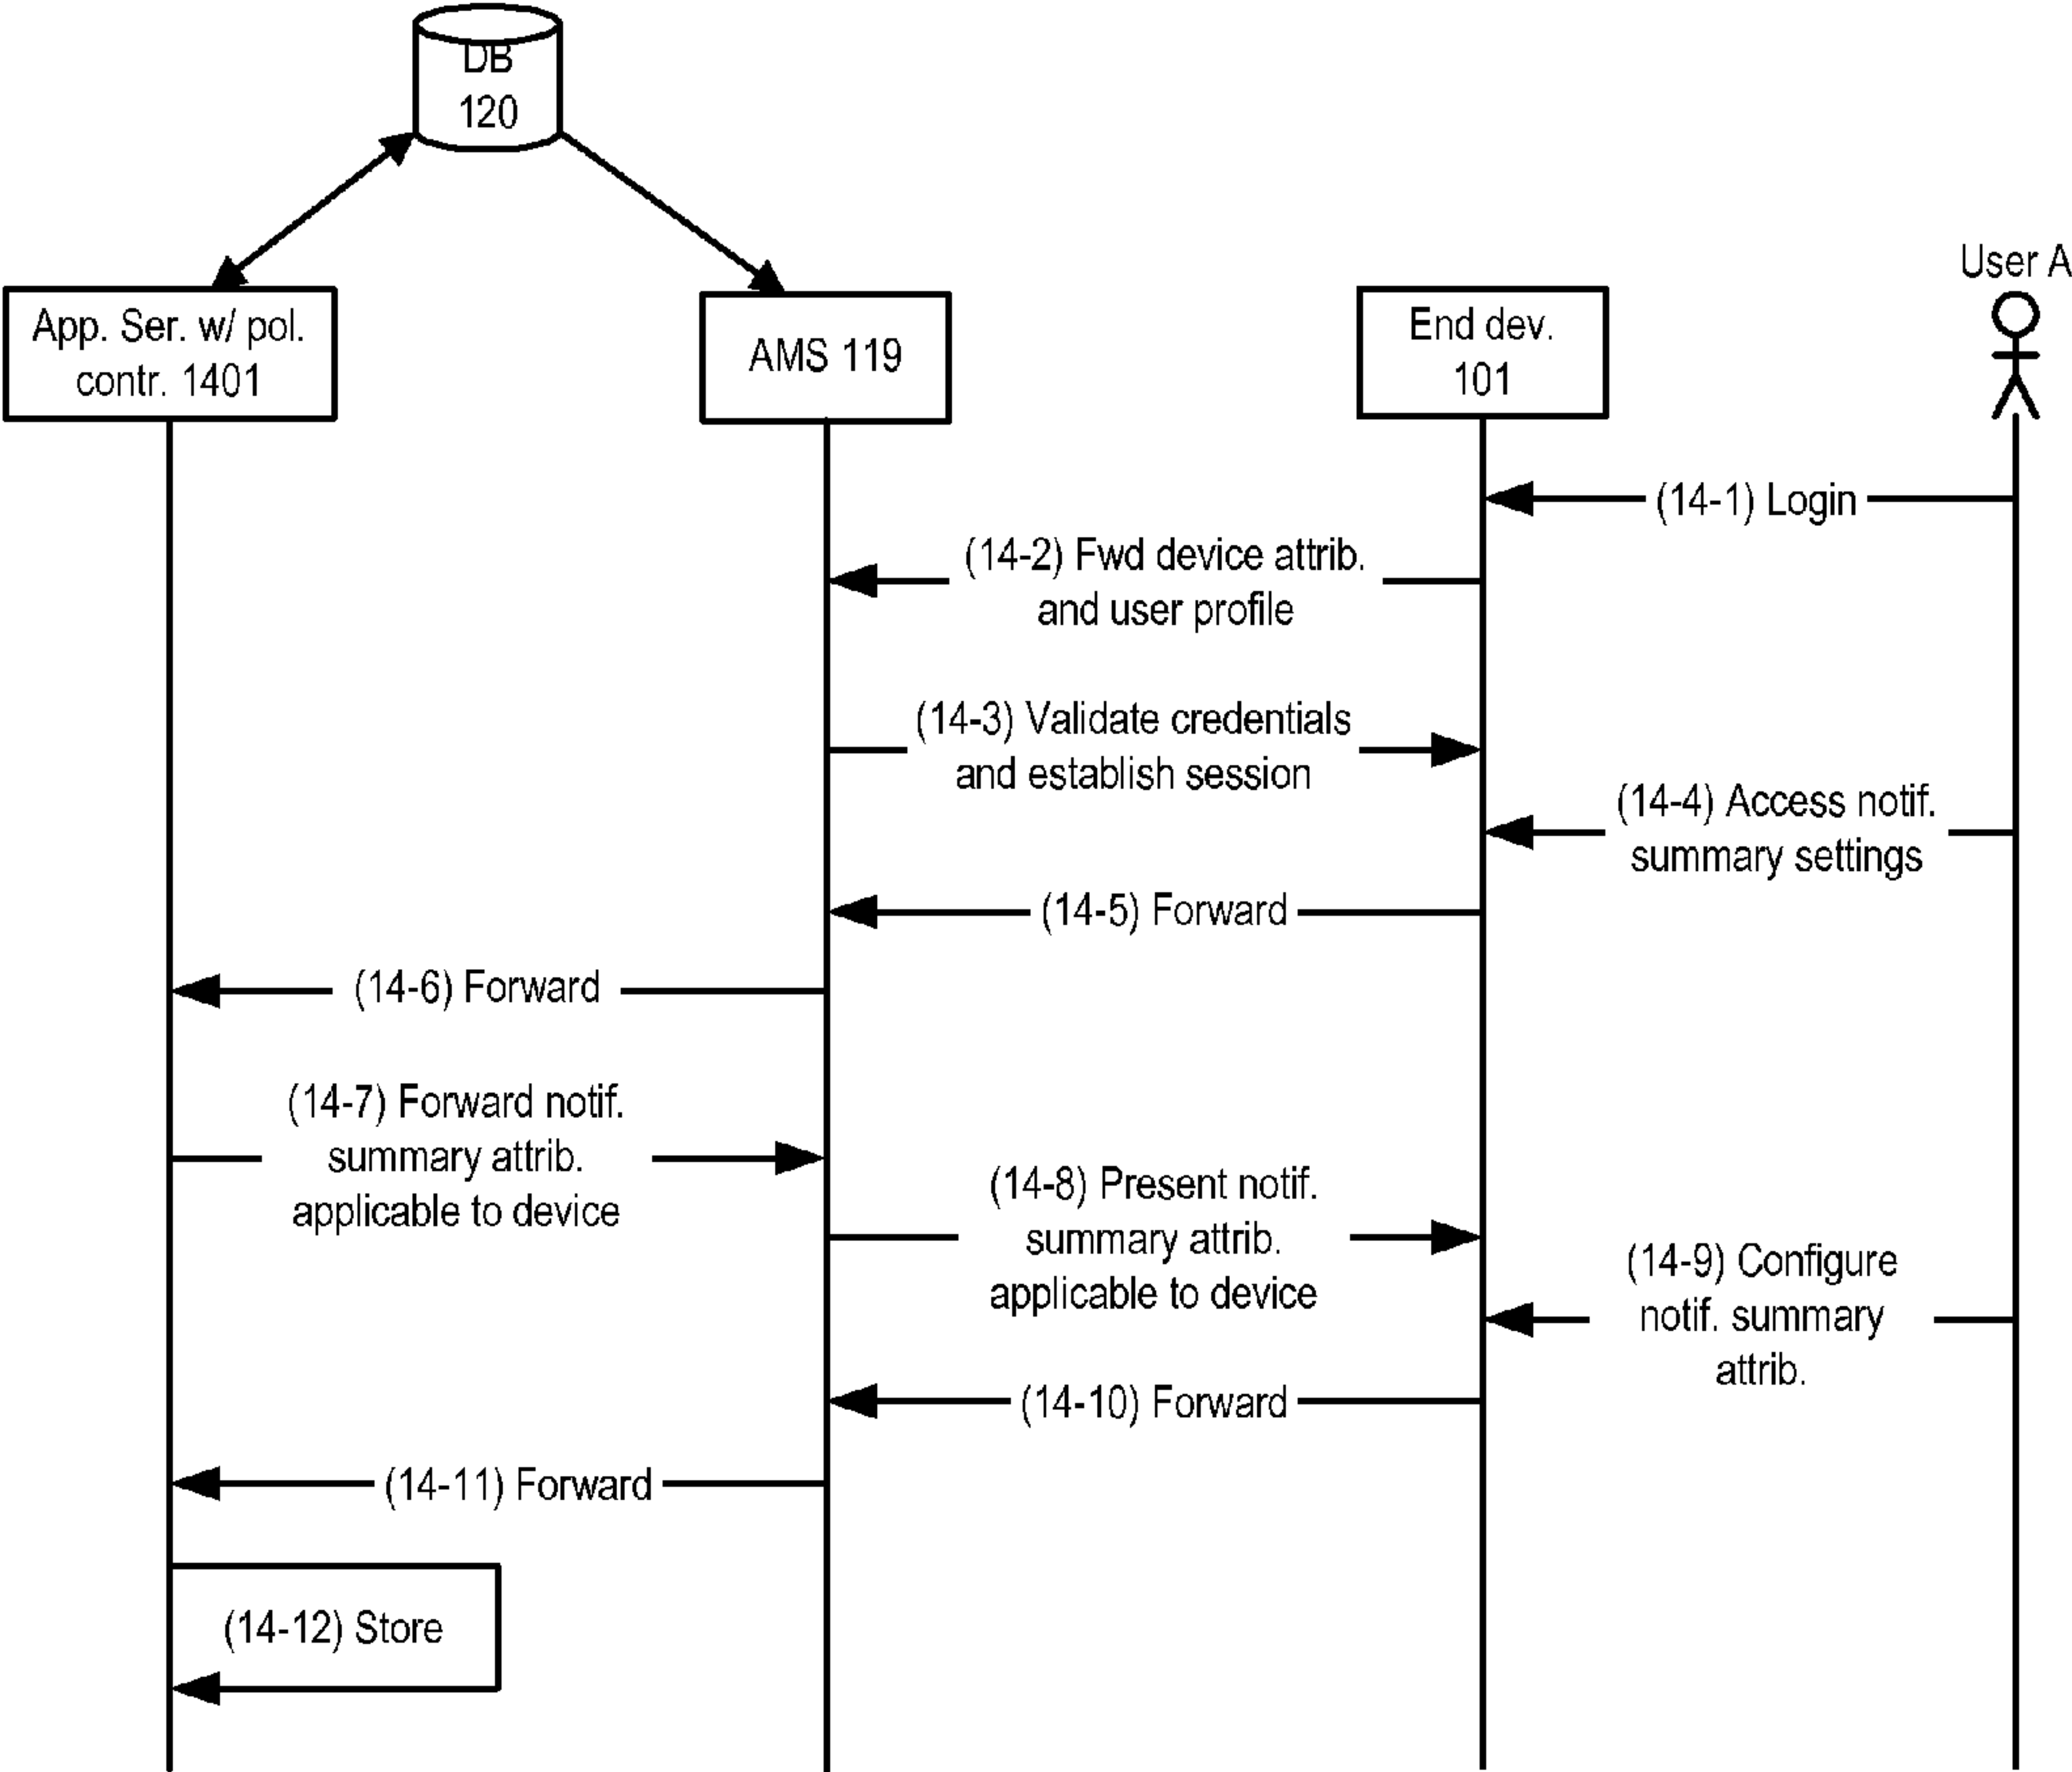 DB
120
User A
App. Ser. w/ pol.
contr. 1401
AMS 119
End dev.
101
(14-1) Login
(14-2) Fwd device attrib.
and user profile
(14-3) Validate credentials
and establish session
(14-4) Access notif.
summary settings
(14-5) Forward
(14-6) Forward
(14-7) Forward notif.
summary attrib.
applicable to device
(14-8) Present notif.
summary attrib.
applicable to device
(14-9) Configure
notif. summary
attrib.
(14-10) Forward
(14-11) Forward
(14-12) Store